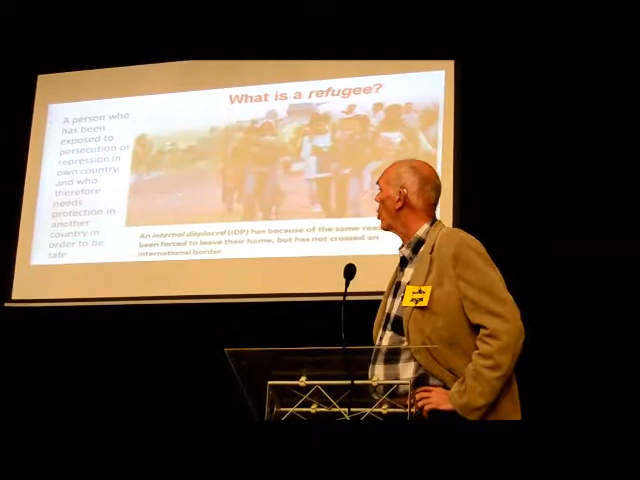 What is a refugee?
A person who
has been
exposed to
persecution or
repression in
own country,
and who
therefore
needs
protection in
another
country in
order to be
safe
An internal displaced (IDP) has because of the same
been forced to leave their home, but has not crossed an
international border.